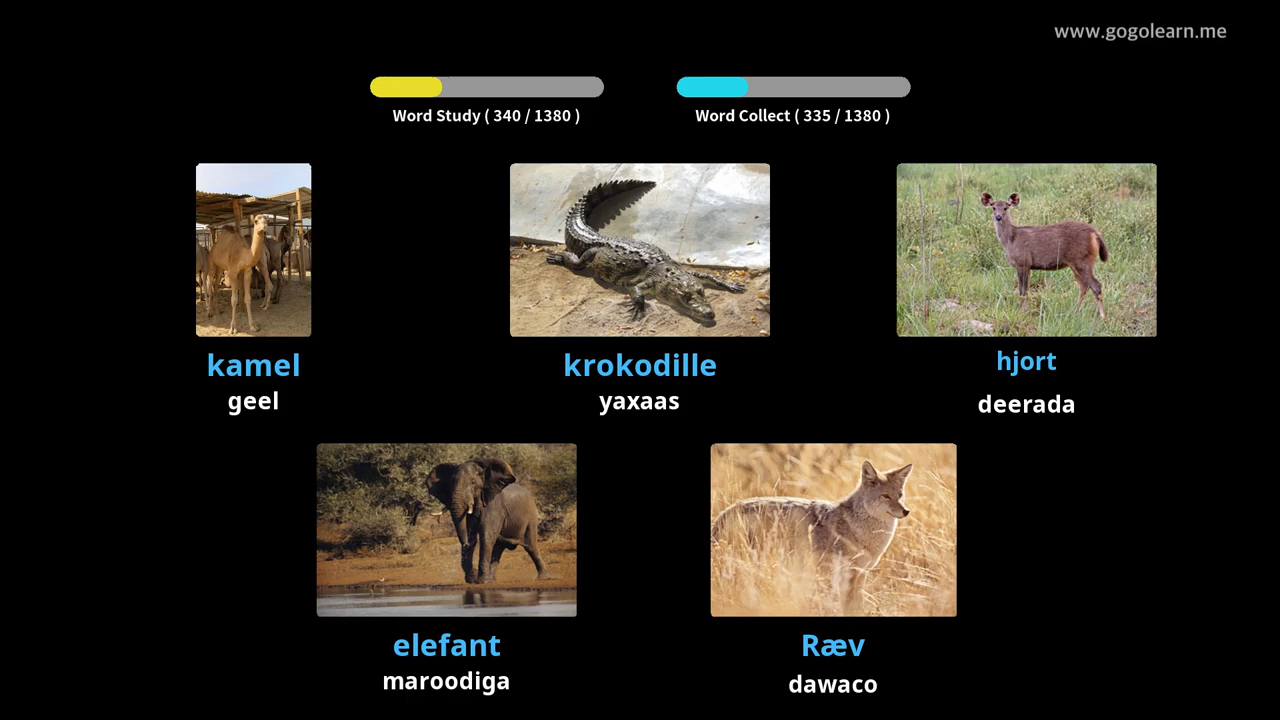 www.gogolearn.me
Word Study ( 340 / 1380 )
Word Collect ( 335 / 1380 )
kamel
geel
krokodille
yaxaas
hjort
deerada
elefant
maroodiga
Ræv
dawaco